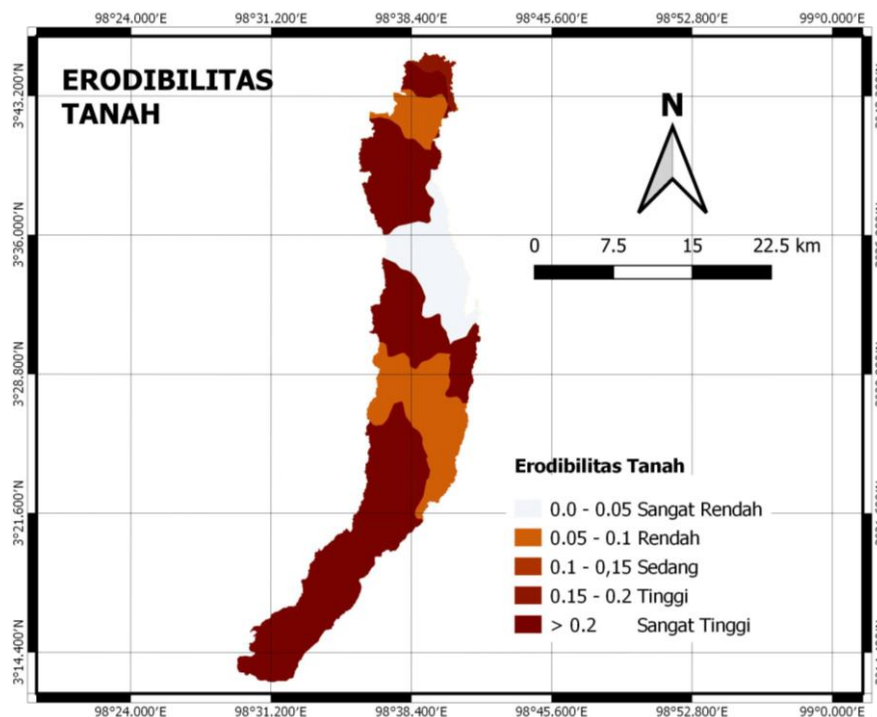 98°24.000'E 98°31.200'E 98°38.400'E 98°45.600'E 98°52.800'E 99°0.000'E
ERODIBILITAS
TANAH
N
0 7.5 15 22.5 km
3°43.200'N
3°36.000'N
3°28.800'N
3°21.600'N
3°14.400'N
Erodibilitas Tanah
0.0 - 0.05 Sangat Rendah
0.05 - 0.1 Rendah
0.1 - 0,15 Sedang
0.15 - 0.2 Tinggi
> 0.2 Sangat Tinggi
98°24.000'E 98°31.200'E 98°38.400'E 98°45.600'E 98°52.800'E 99°0.000'E